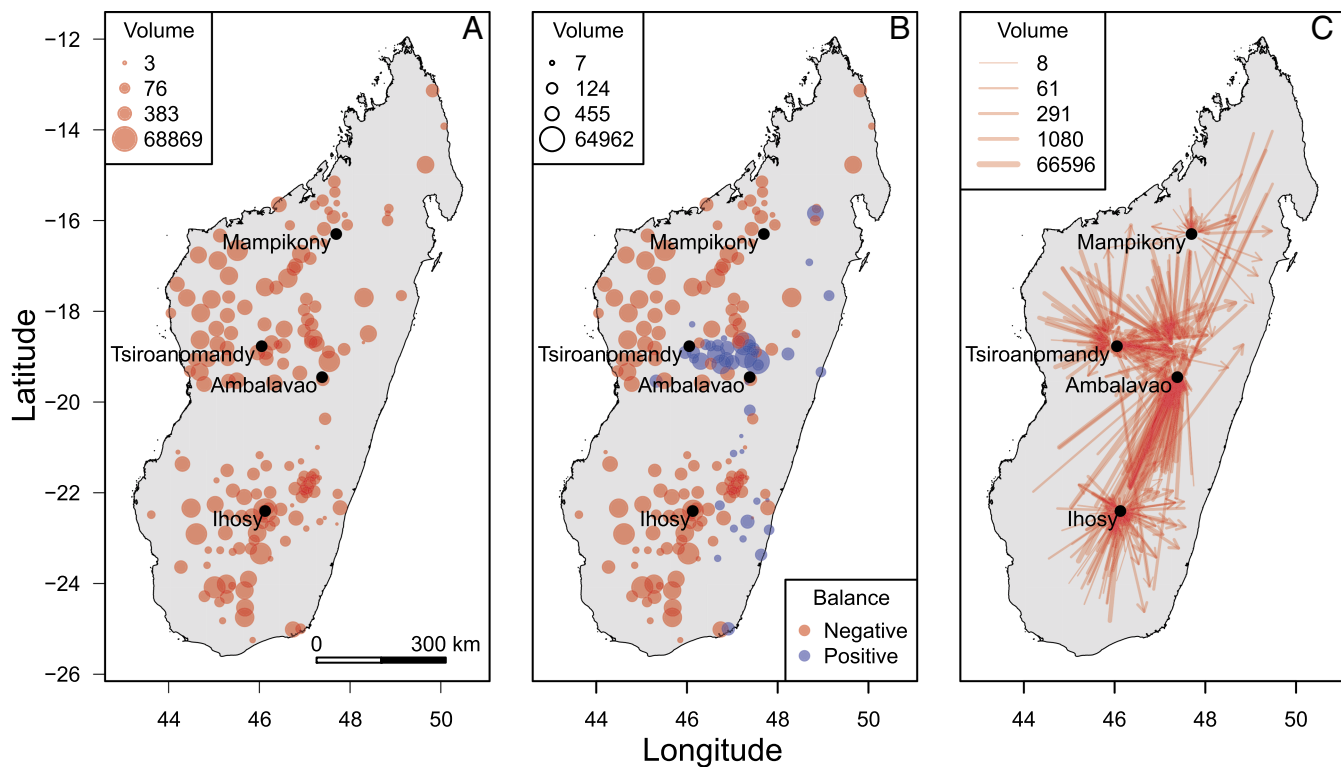 A
Volume
3
76
383
68869
Mampikony
Tsiroanomandy
Ambalavao
Ihosy
0 300 km
B
Volume
7
124
455
64962
Mampikony
Tsiroanomandy
Ambalavao
Ihosy
Balance
Negative
Positive
C
Volume
8
61
291
1080
66596
Mampikony
Tsiroanomandy
Ambalavao
Ihosy
Latitude
−12
−14
−16
−18
−20
−22
−24
−26
44 46 48 50
44 46 48 50
44 46 48 50
Longitude